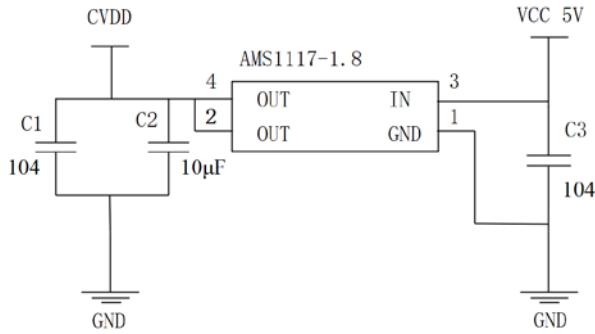 CVDD
VCC 5V
AMS1117-1.8
4
3
OUT
IN
C1
C2
2
OUT
GND
1
C3
104
10μF
104
GND
GND